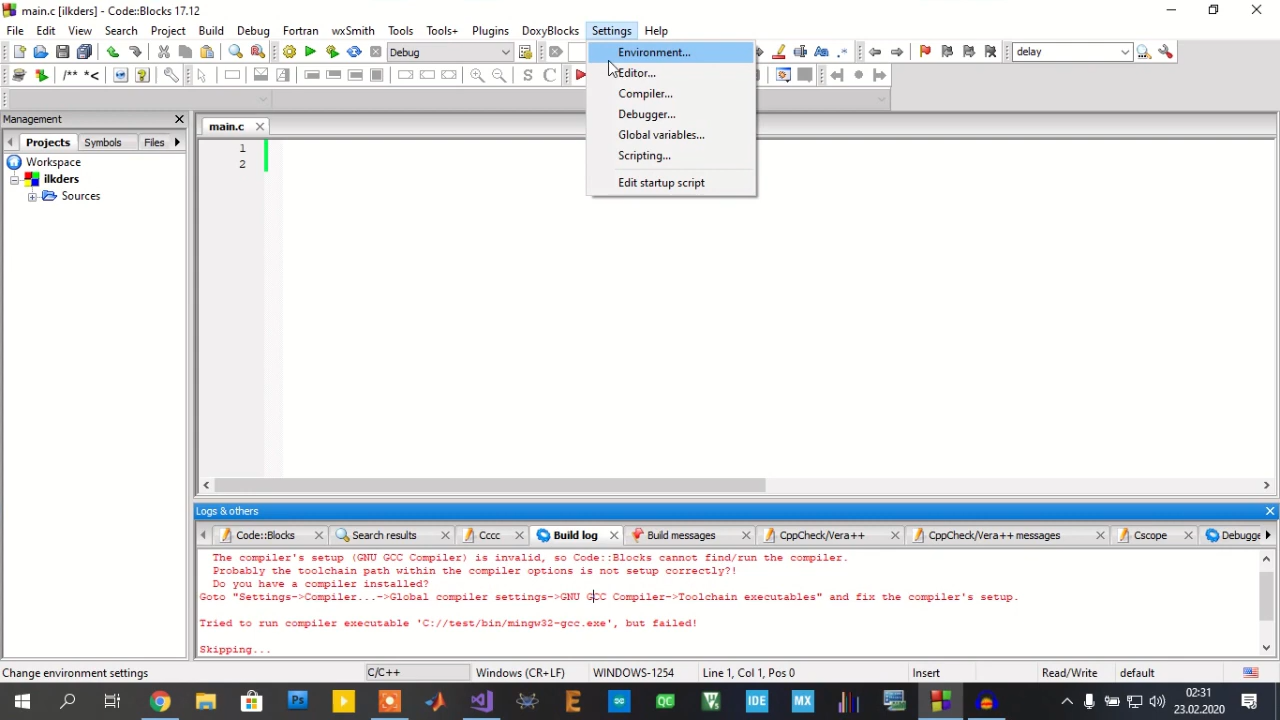 main.c [ilkders] - Code::Blocks 17.12
File Edit View Search Project Build Debug Fortran wxSmith Tools Tools+ Plugins DoxyBlocks Settings Help
Debug
delay
/** *<
S C
.*
Environment...
Editor...
Compiler...
Debugger...
Global variables...
Scripting...
Edit startup script
Management
Projects Symbols Files
Workspace
ilkders
Sources
main.c
1
2
Logs & others
Code::Blocks Search results Cccc Build log Build messages CppCheck/Vera++ CppCheck/Vera++ messages Cscope Debugge
The compiler's setup (GNU GCC Compiler) is invalid, so Code::Blocks cannot find/run the compiler.
Probably the toolchain path within the compiler options is not setup correctly?!
Do you have a compiler installed?
Goto "Settings->Compiler...->Global compiler settings->GNU GCC Compiler->Toolchain executables" and fix the compiler's setup.
Tried to run compiler executable 'C://test/bin/mingw32-gcc.exe', but failed!
Skipping...
Change environment settings C/C++ Windows (CR+LF) WINDOWS-1254 Line 1, Col 1, Pos 0 Insert Read/Write default
Ps QC IDE MX
02:31
23.02.2020